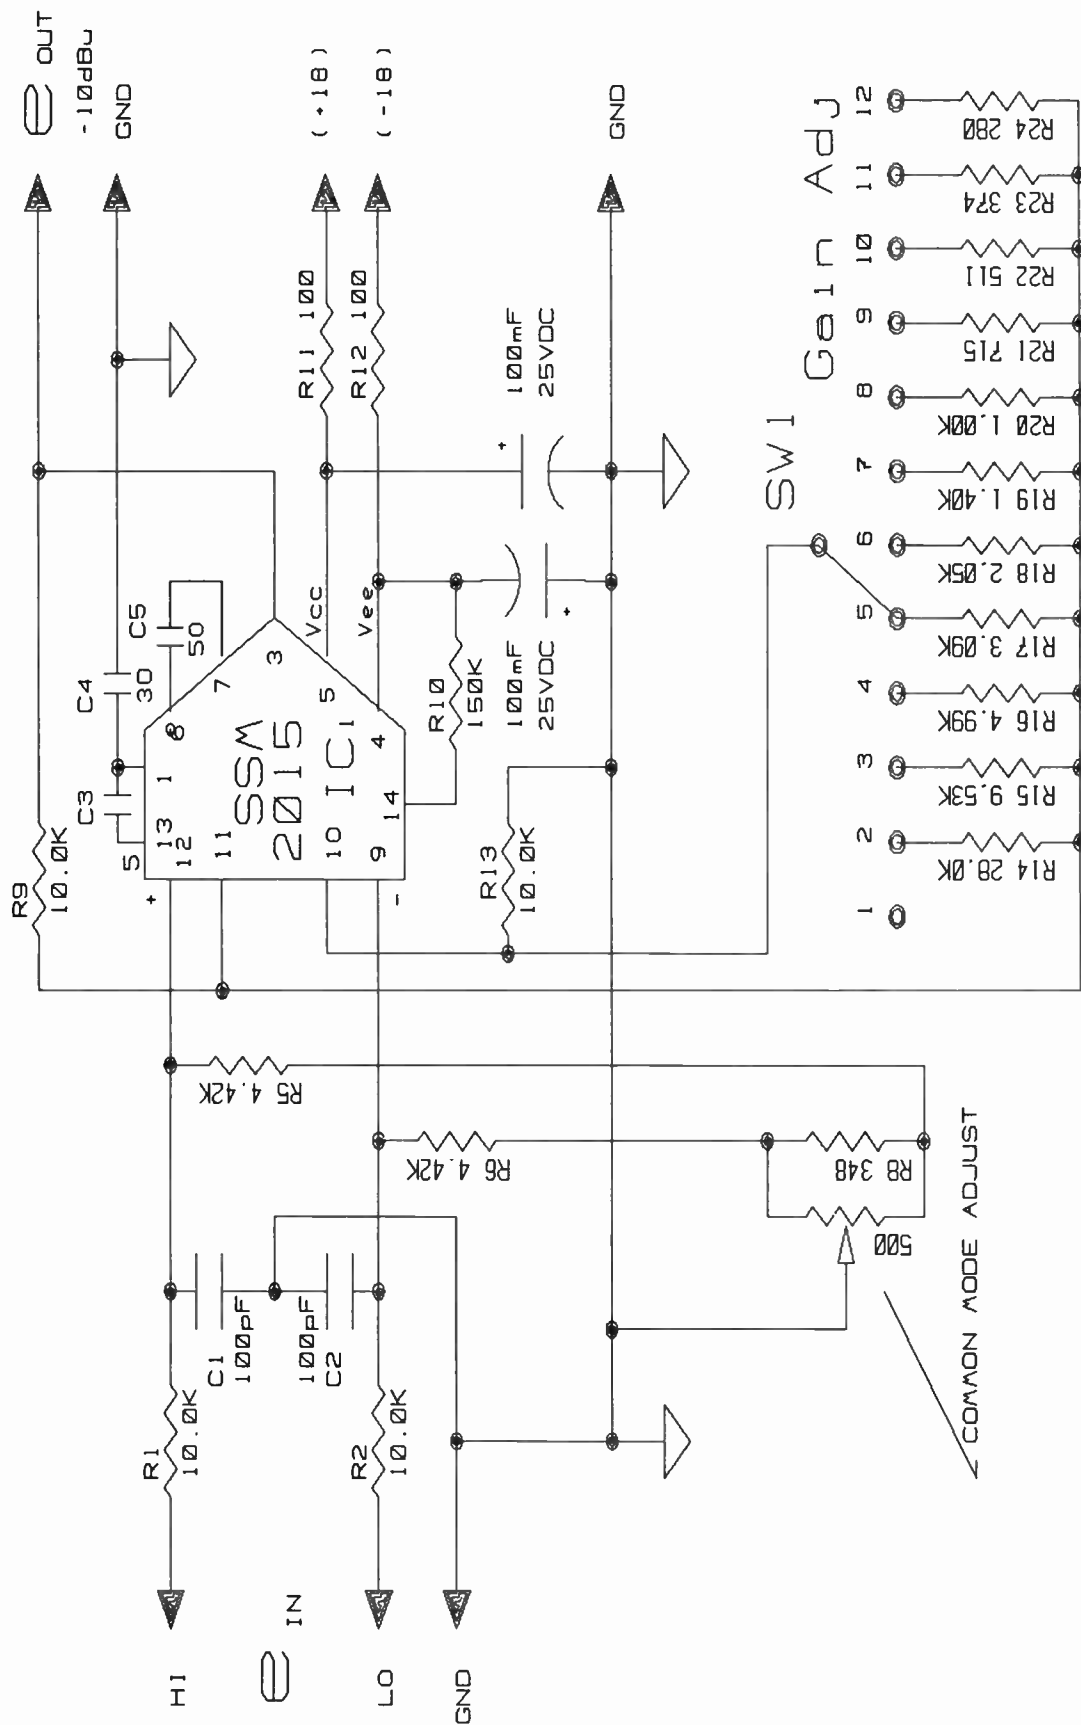 HI
e IN
LO
GND
R1
10.0K
R2
10.0K
C1
100pF
100pF
C2
R5 4.42K
R6 4.42K
R8 348
500
COMMON MODE ADJUST
R9
10.0K
C3
5
C4
30
C5
50
+
-
12
13
1
6
7
11
3
10
5
9
4
14
SSM
2015
IC1
Vcc
Vee
R10
150K
R13
10.0K
R11 100
R12 100
100mF
25VDC
+
100mF
25VDC
+
e OUT
-10dBu
GND
(+18)
(-18)
GND
SW1
Gain Adj
1
2
3
4
5
6
7
8
9
10
11
12
R14 28.0K
R15 9.53K
R16 4.99K
R17 3.09K
R18 2.05K
R19 1.40K
R20 1.00K
R21 715
R22 511
R23 374
R24 280